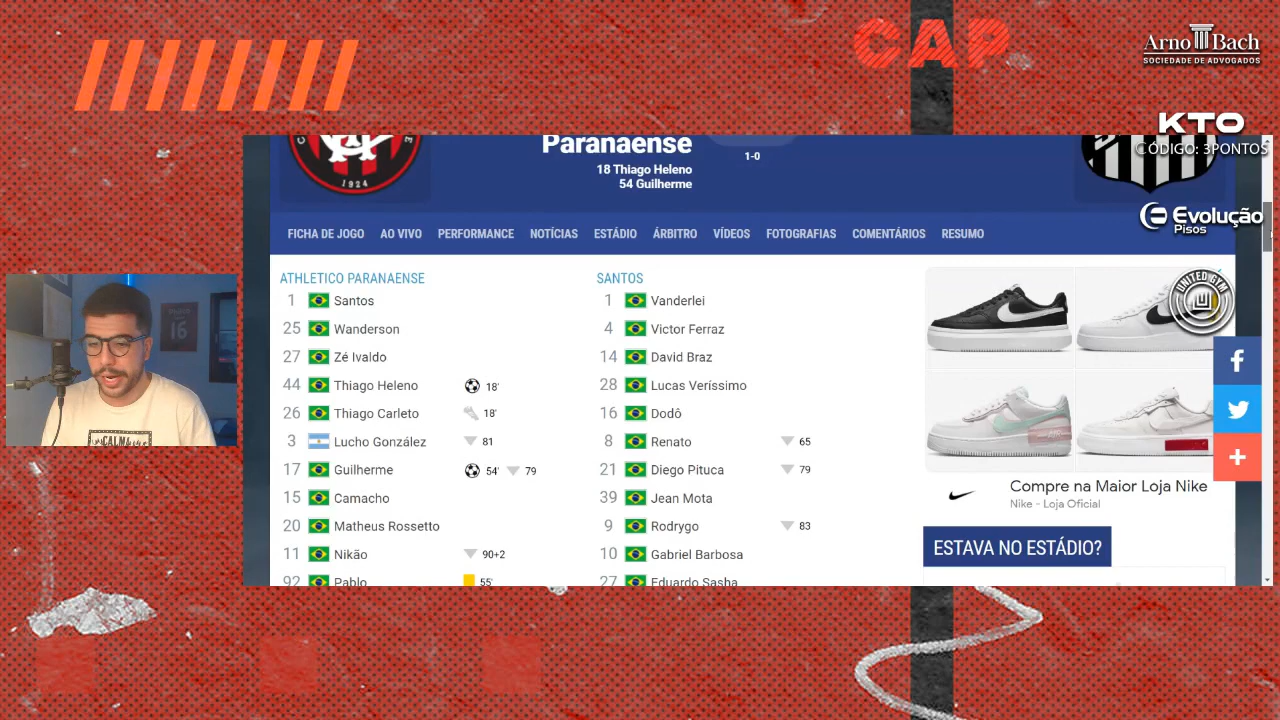 CAP
Arno Bach
SOCIEDADE DE ADVOGADOS
KTO
CÓDIGO: 3PONTOS
Evolução
Pisos
UNITED GYM
16
CALMA
1924
Paranaense
18 Thiago Heleno
54 Guilherme
1-0
FICHA DE JOGO AO VIVO PERFORMANCE NOTÍCIAS ESTÁDIO ÁRBITRO VÍDEOS FOTOGRAFIAS COMENTÁRIOS RESUMO
ATHLETICO PARANAENSE
1 Santos
25 Wanderson
27 Zé Ivaldo
44 Thiago Heleno 18'
26 Thiago Carleto 18'
3 Lucho González 81
17 Guilherme 54' 79
15 Camacho
20 Matheus Rossetto
11 Nikão 90+2
92 Pablo 55'
SANTOS
1 Vanderlei
4 Victor Ferraz
14 David Braz
28 Lucas Veríssimo
16 Dodô
8 Renato 65
21 Diego Pituca 79
39 Jean Mota
9 Rodrygo 83
10 Gabriel Barbosa
27 Eduardo Sasha
Compre na Maior Loja Nike
Nike - Loja Oficial
ESTAVA NO ESTÁDIO?